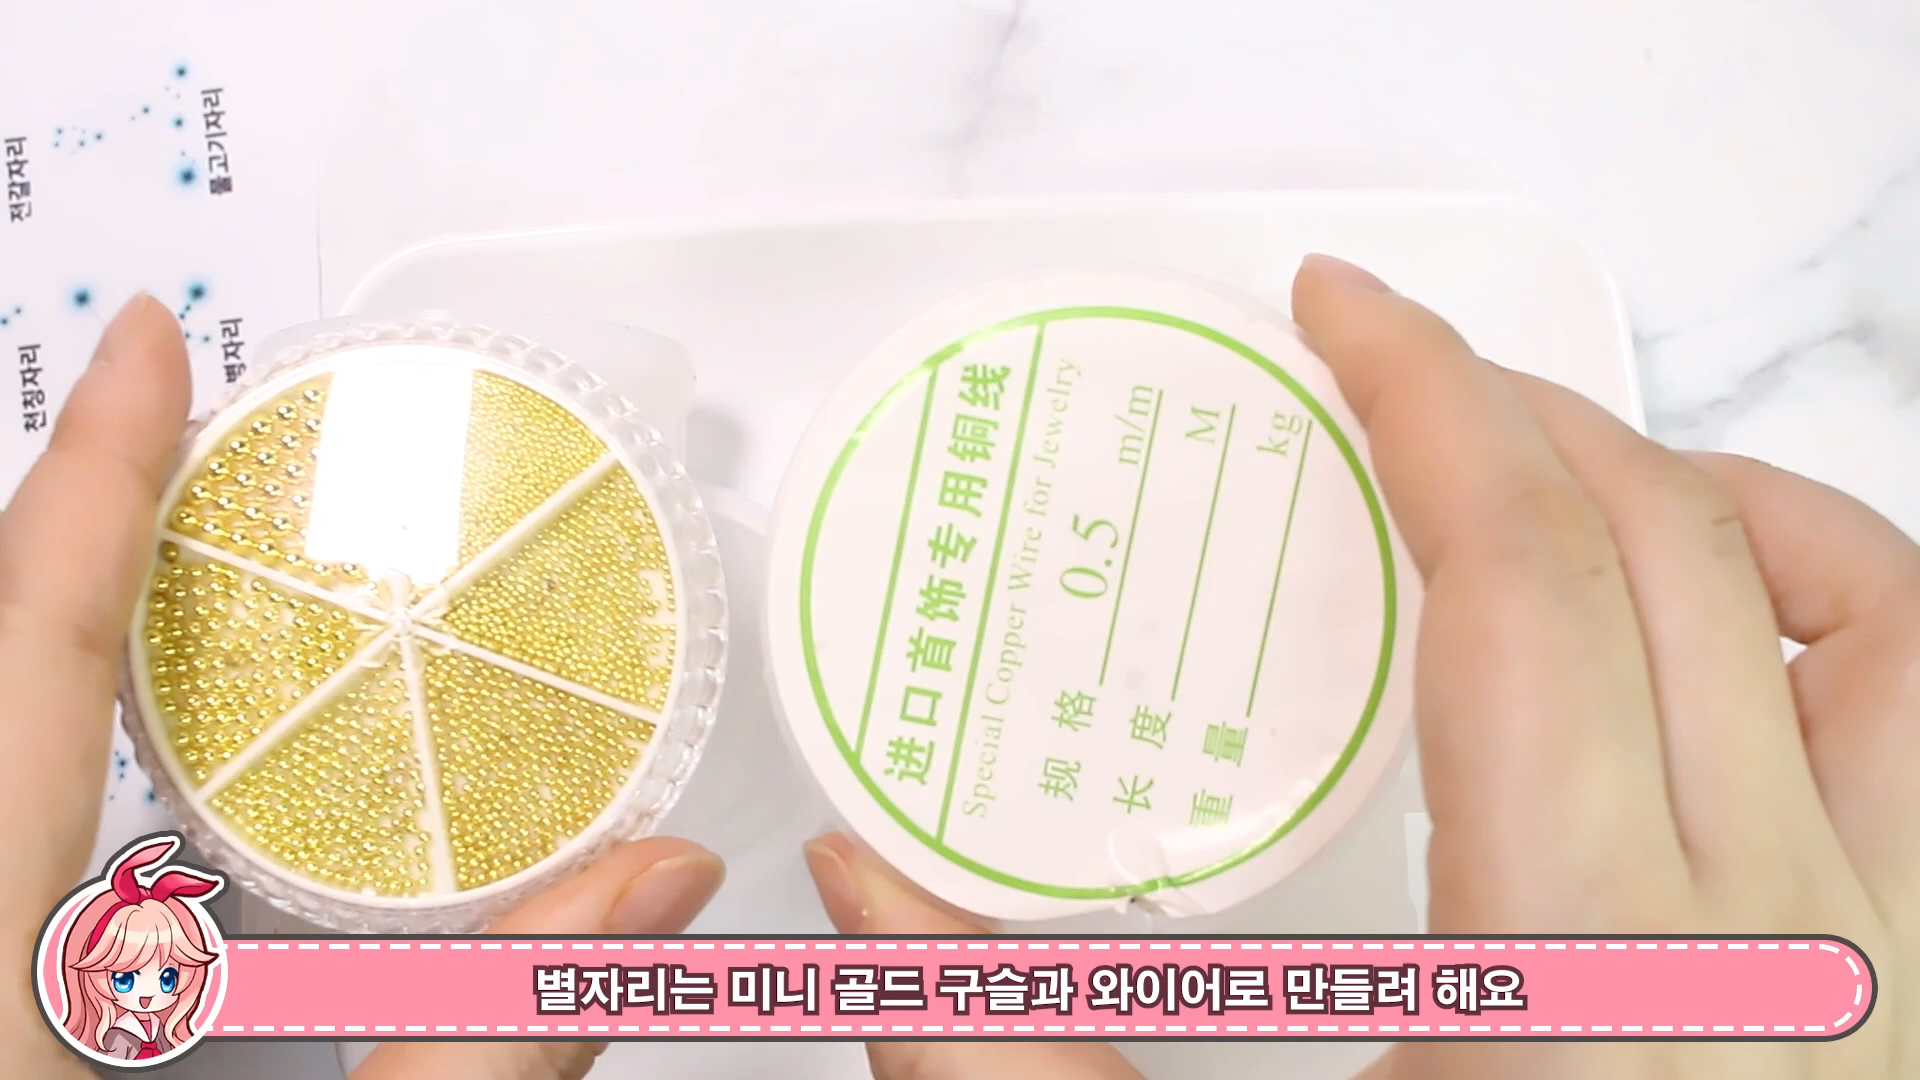 전갈자리
물고기자리
천칭자리
병자리
进口首饰专用铜线
Special Copper Wire for Jewelry
规 格 0.5 m/m
长 度 M
重 量 kg
별자리는 미니 골드 구슬과 와이어로 만들려 해요